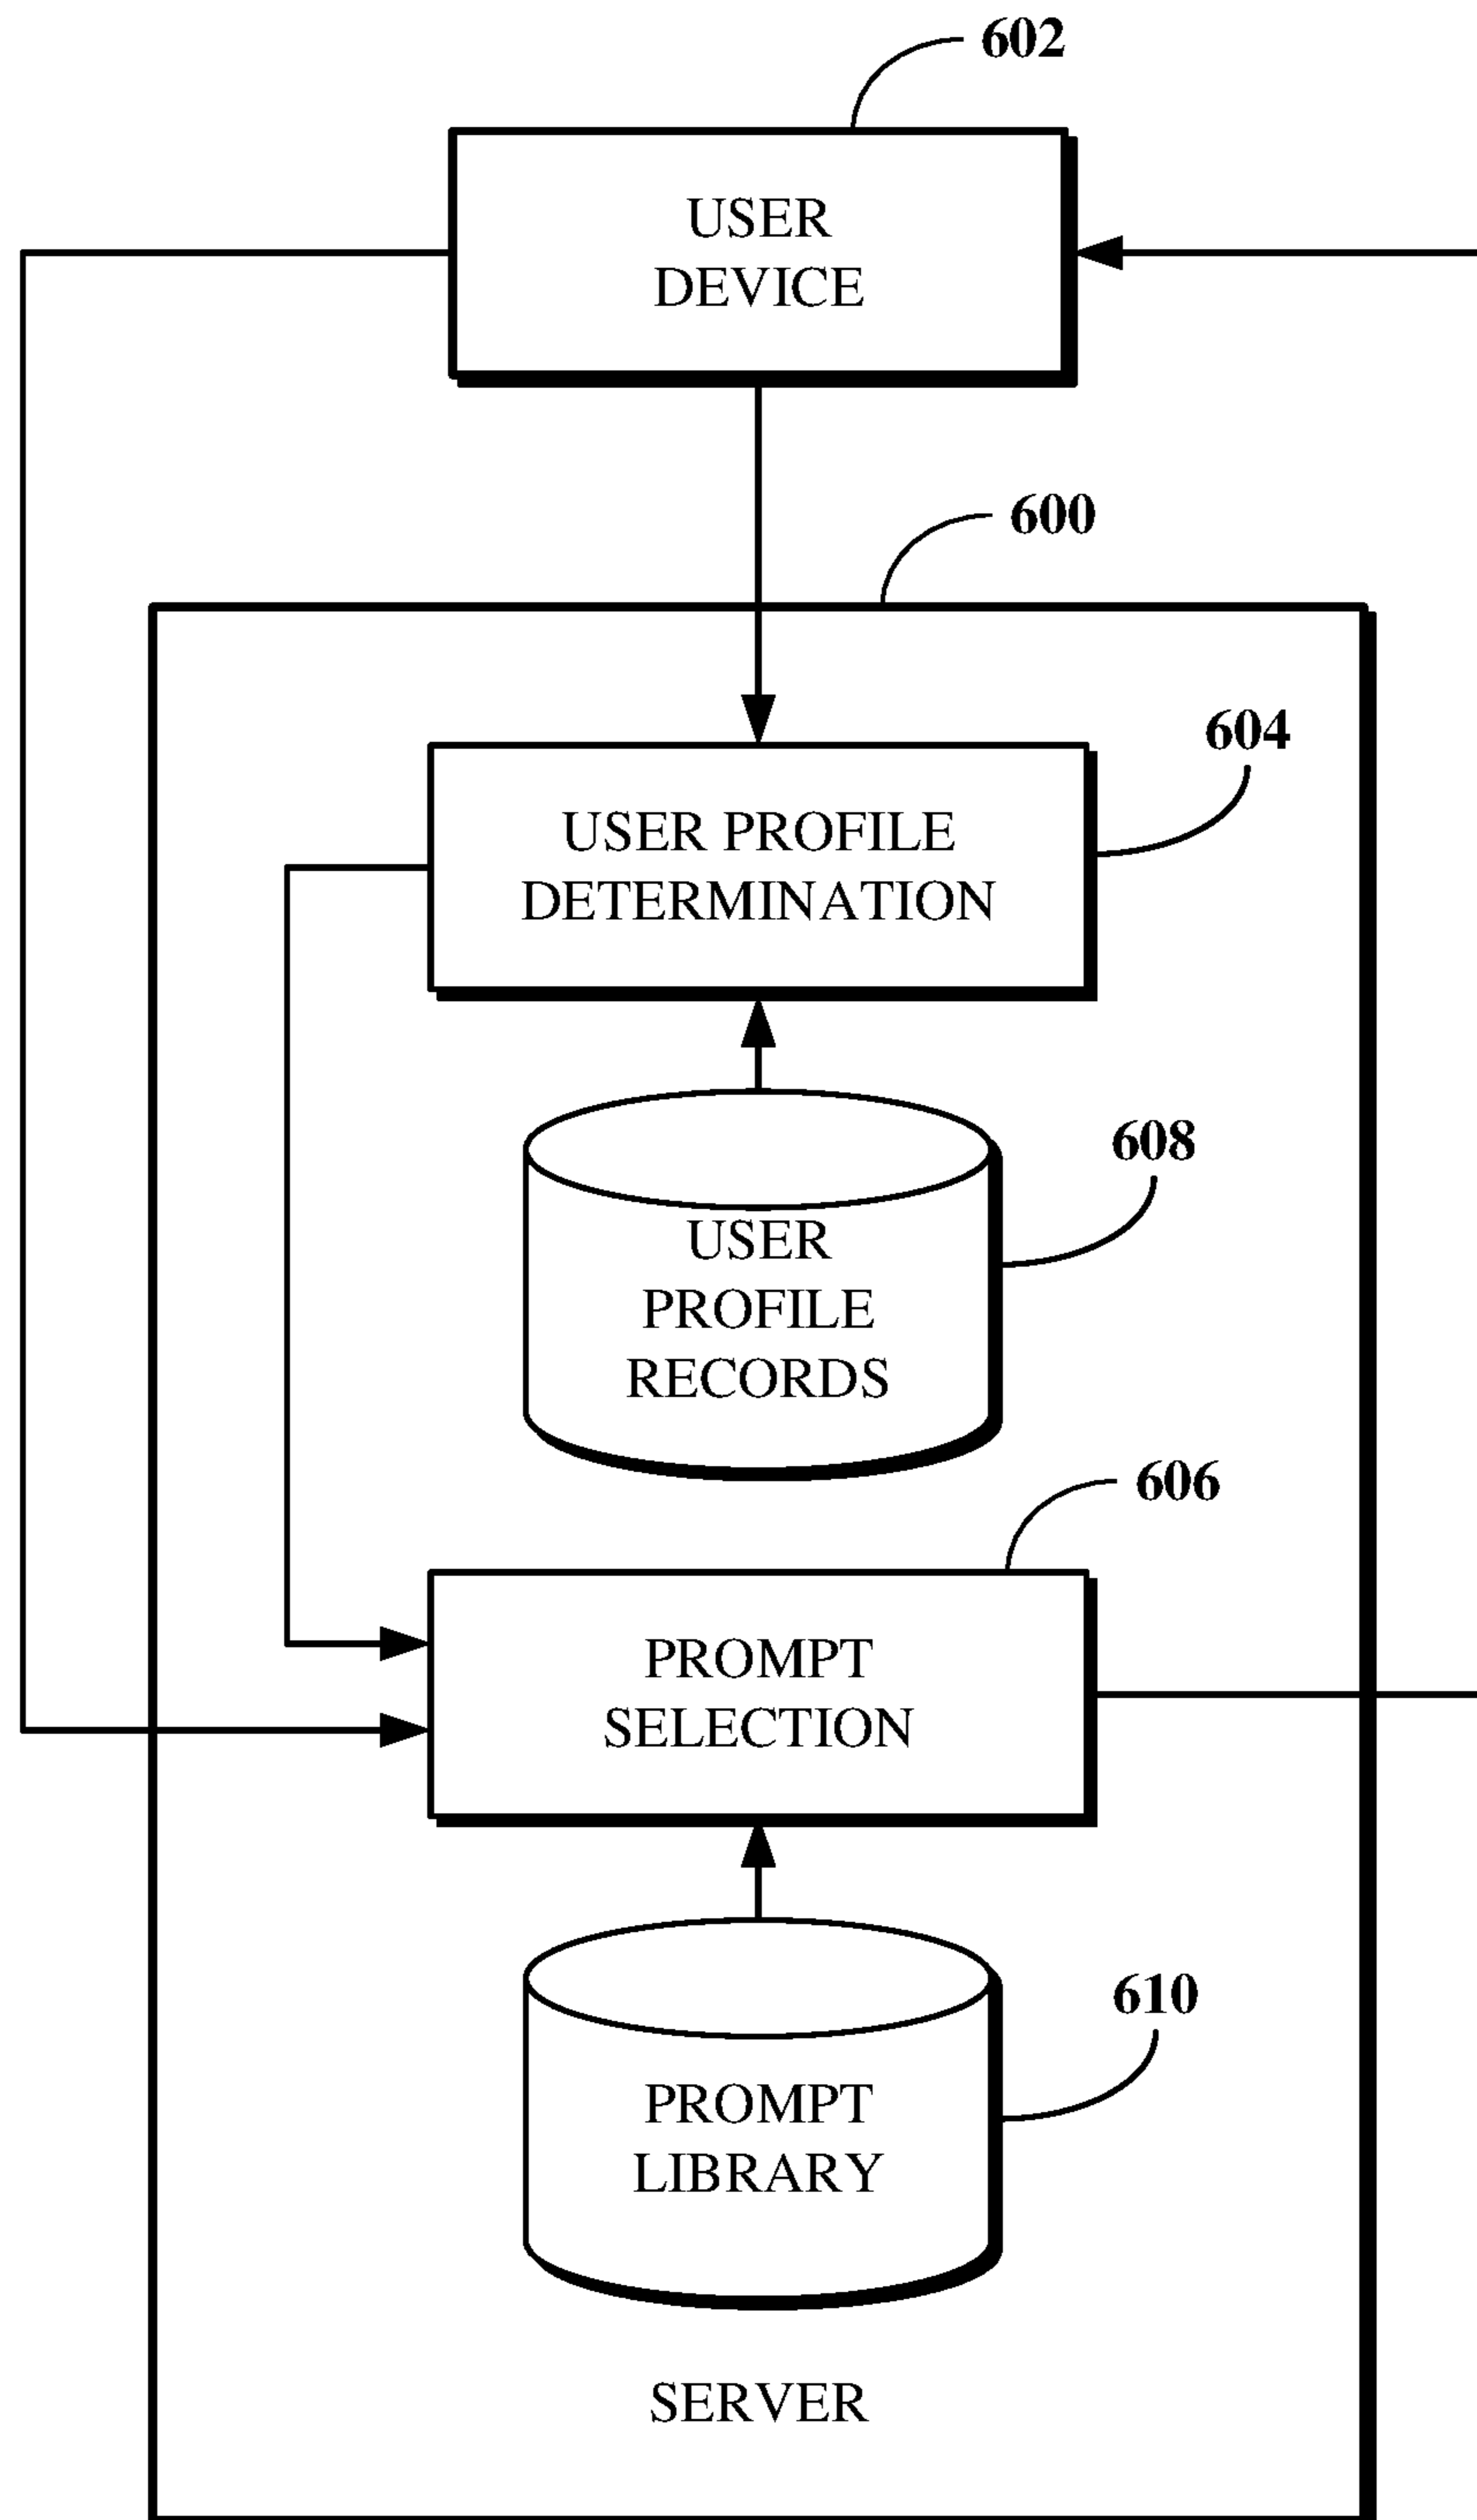 602
USER
DEVICE
600
604
USER PROFILE
DETERMINATION
608
USER
PROFILE
RECORDS
606
PROMPT
SELECTION
610
PROMPT
LIBRARY
SERVER